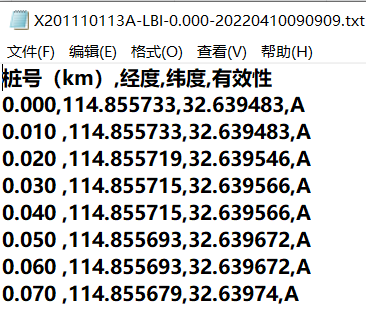 X201110113A-LBI-0.000-20220410090909.txt
文件(F) 编辑(E) 格式(O) 查看(V) 帮助(H)
桩号（km）,经度,纬度,有效性
0.000,114.855733,32.639483,A
0.010 ,114.855733,32.639483,A
0.020 ,114.855719,32.639546,A
0.030 ,114.855715,32.639566,A
0.040 ,114.855715,32.639566,A
0.050 ,114.855693,32.639672,A
0.060 ,114.855693,32.639672,A
0.070 ,114.855679,32.63974,A